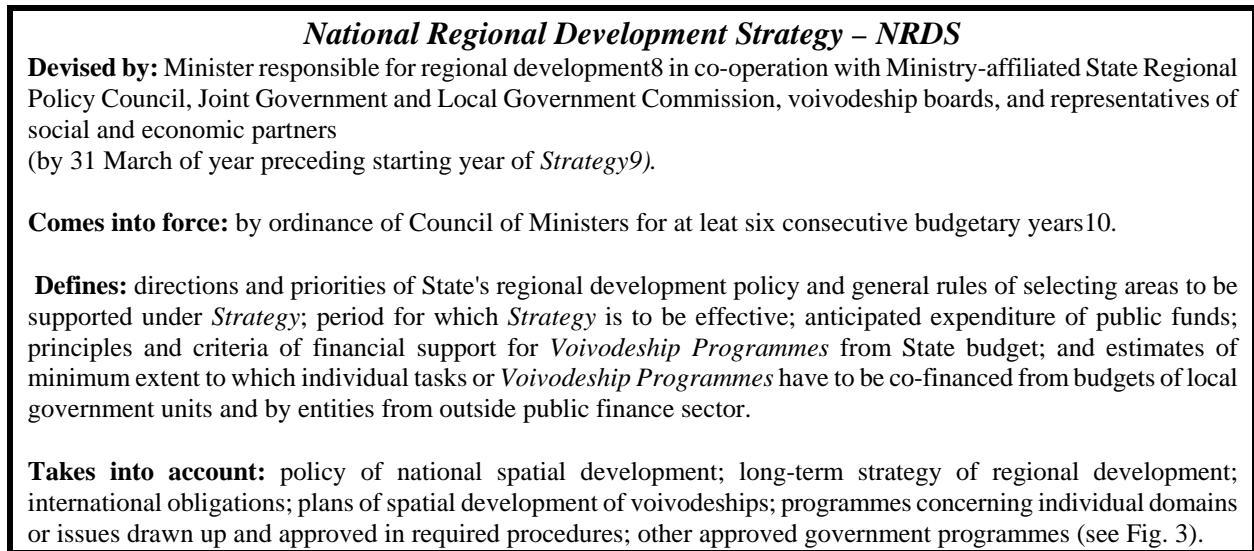 National Regional Development Strategy – NRDS
Devised by: Minister responsible for regional development8 in co-operation with Ministry-affiliated State Regional
Policy Council, Joint Government and Local Government Commission, voivodeship boards, and representatives of
social and economic partners
(by 31 March of year preceding starting year of Strategy9).
Comes into force: by ordinance of Council of Ministers for at leat six consecutive budgetary years10.
Defines: directions and priorities of State's regional development policy and general rules of selecting areas to be
supported under Strategy; period for which Strategy is to be effective; anticipated expenditure of public funds;
principles and criteria of financial support for Voivodeship Programmes from State budget; and estimates of
minimum extent to which individual tasks or Voivodeship Programmes have to be co-financed from budgets of local
government units and by entities from outside public finance sector.
Takes into account: policy of national spatial development; long-term strategy of regional development;
international obligations; plans of spatial development of voivodeships; programmes concerning individual domains
or issues drawn up and approved in required procedures; other approved government programmes (see Fig. 3).